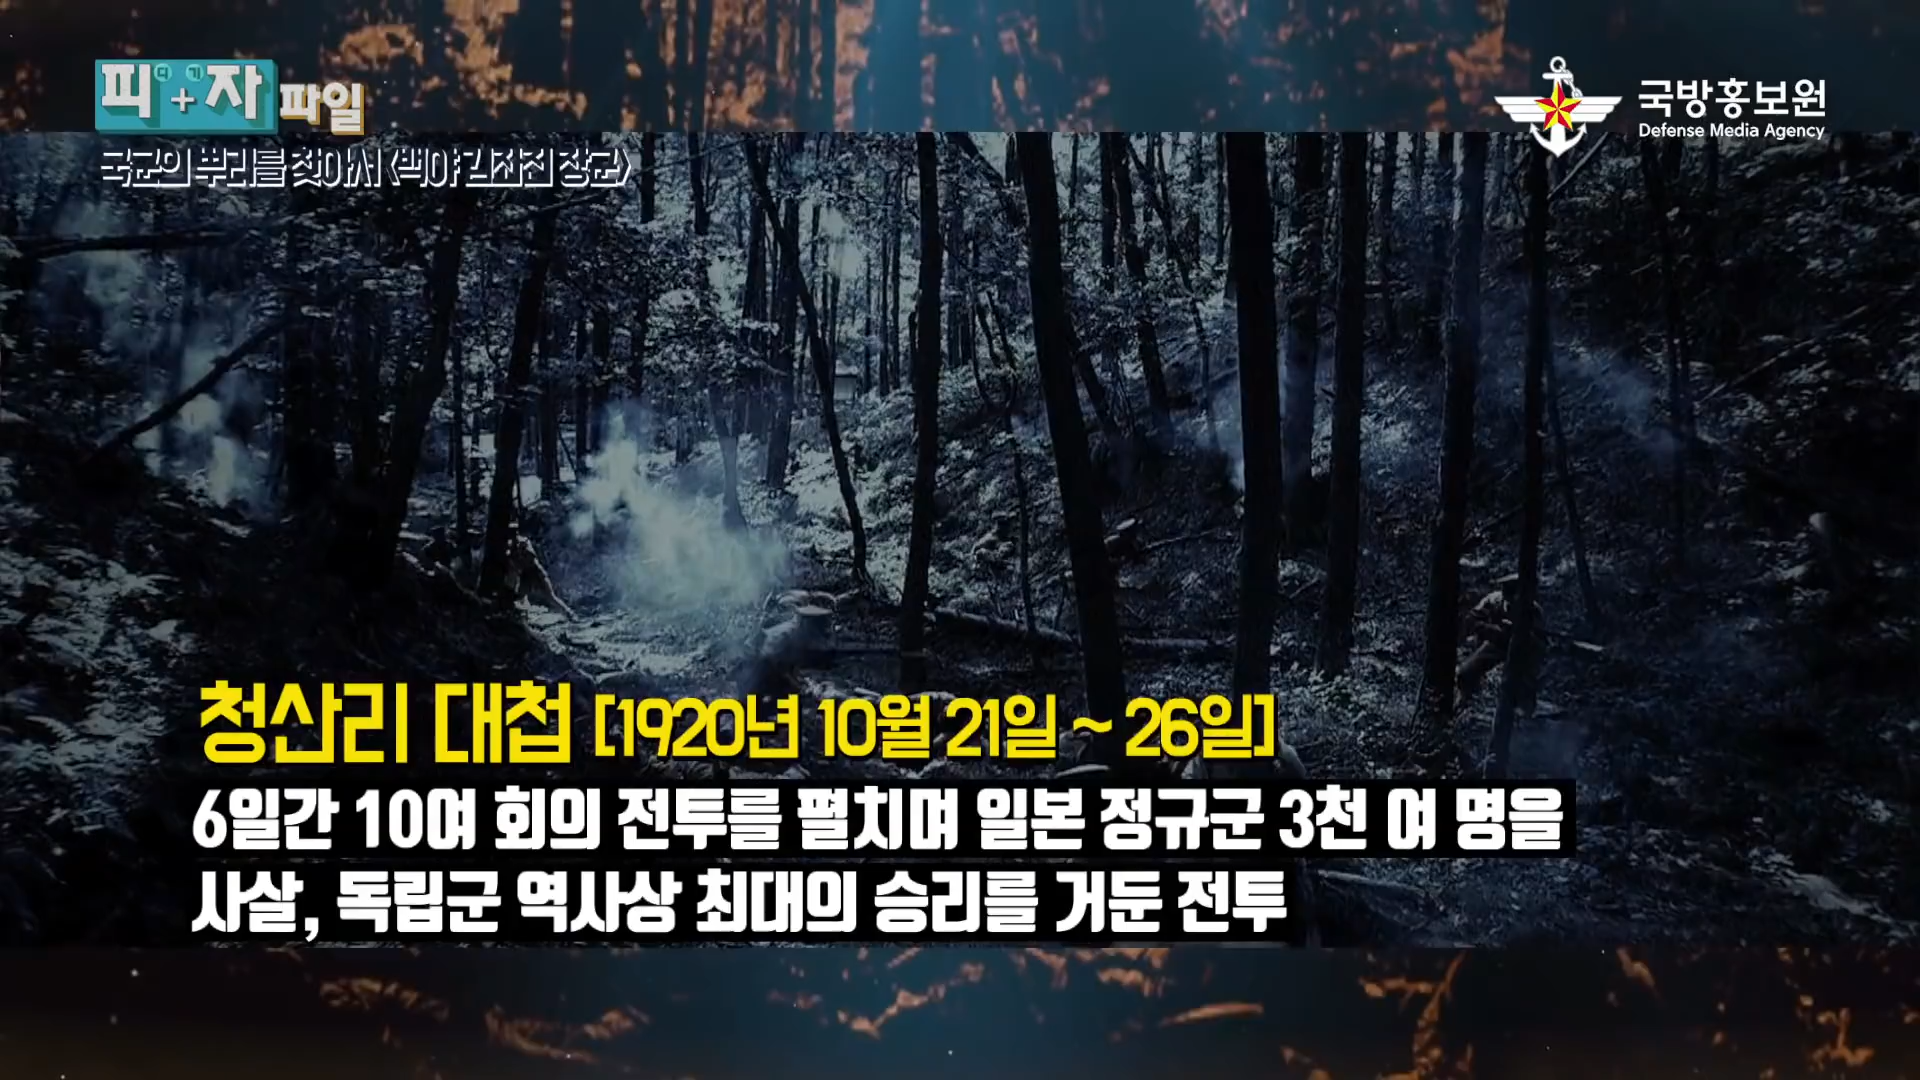 피디+기자 파일
국방홍보원
Defense Media Agency
국군의 뿌리를 찾아서 <백야 김좌진 장군>
청산리 대첩 [1920년 10월 21일 ~ 26일]
6일간 10여 회의 전투를 펼치며 일본 정규군 3천 여 명을
사살, 독립군 역사상 최대의 승리를 거둔 전투